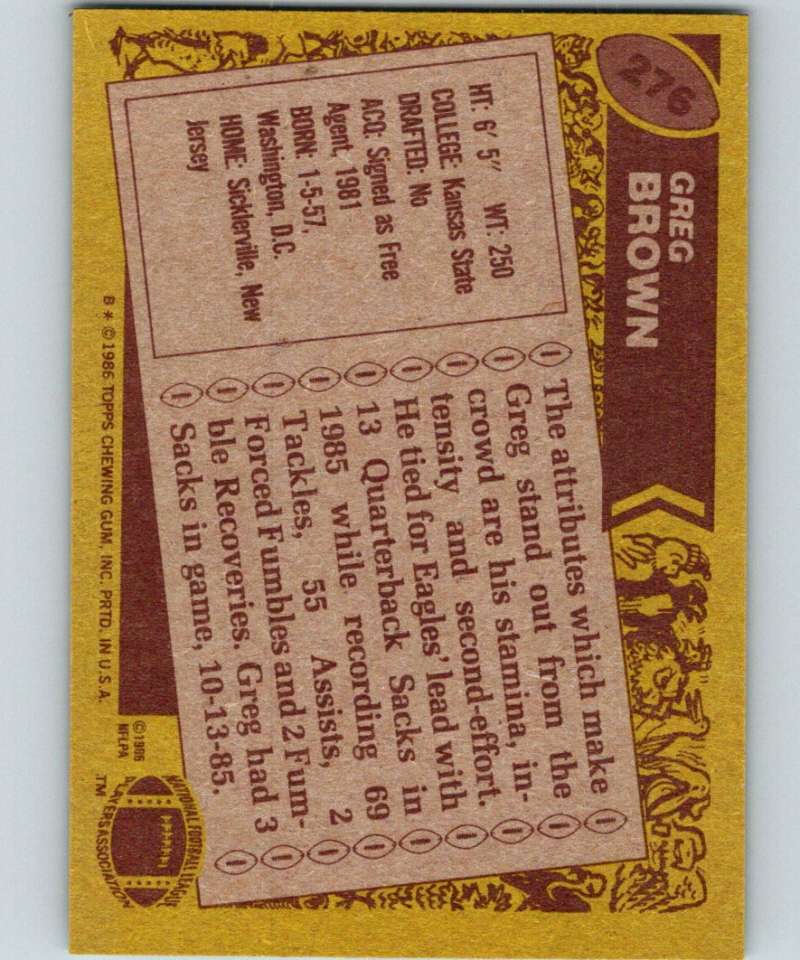 276
GREG
BROWN
HT: 6' 5" WT: 250
COLLEGE: Kansas State
DRAFTED: No
ACQ: Signed as Free
Agent, 1981
BORN: 1-5-57,
Washington, D.C.
HOME: Sicklerville, New
Jersey
The attributes which make
Greg stand out from the
crowd are his stamina, in-
tensity and second-effort.
He tied for Eagles' lead with
13 Quarterback Sacks in
1985 while recording 69
Tackles, 55 Assists, 2
Forced Fumbles and 2 Fum-
ble Recoveries. Greg had 3
Sacks in game, 10-13-85.
B * © 1986 TOPPS CHEWING GUM, INC. PRTD. IN U.S.A.
© 1986
NFLPA
NATIONAL FOOTBALL LEAGUE
PLAYERS ASSOCIATION
TM